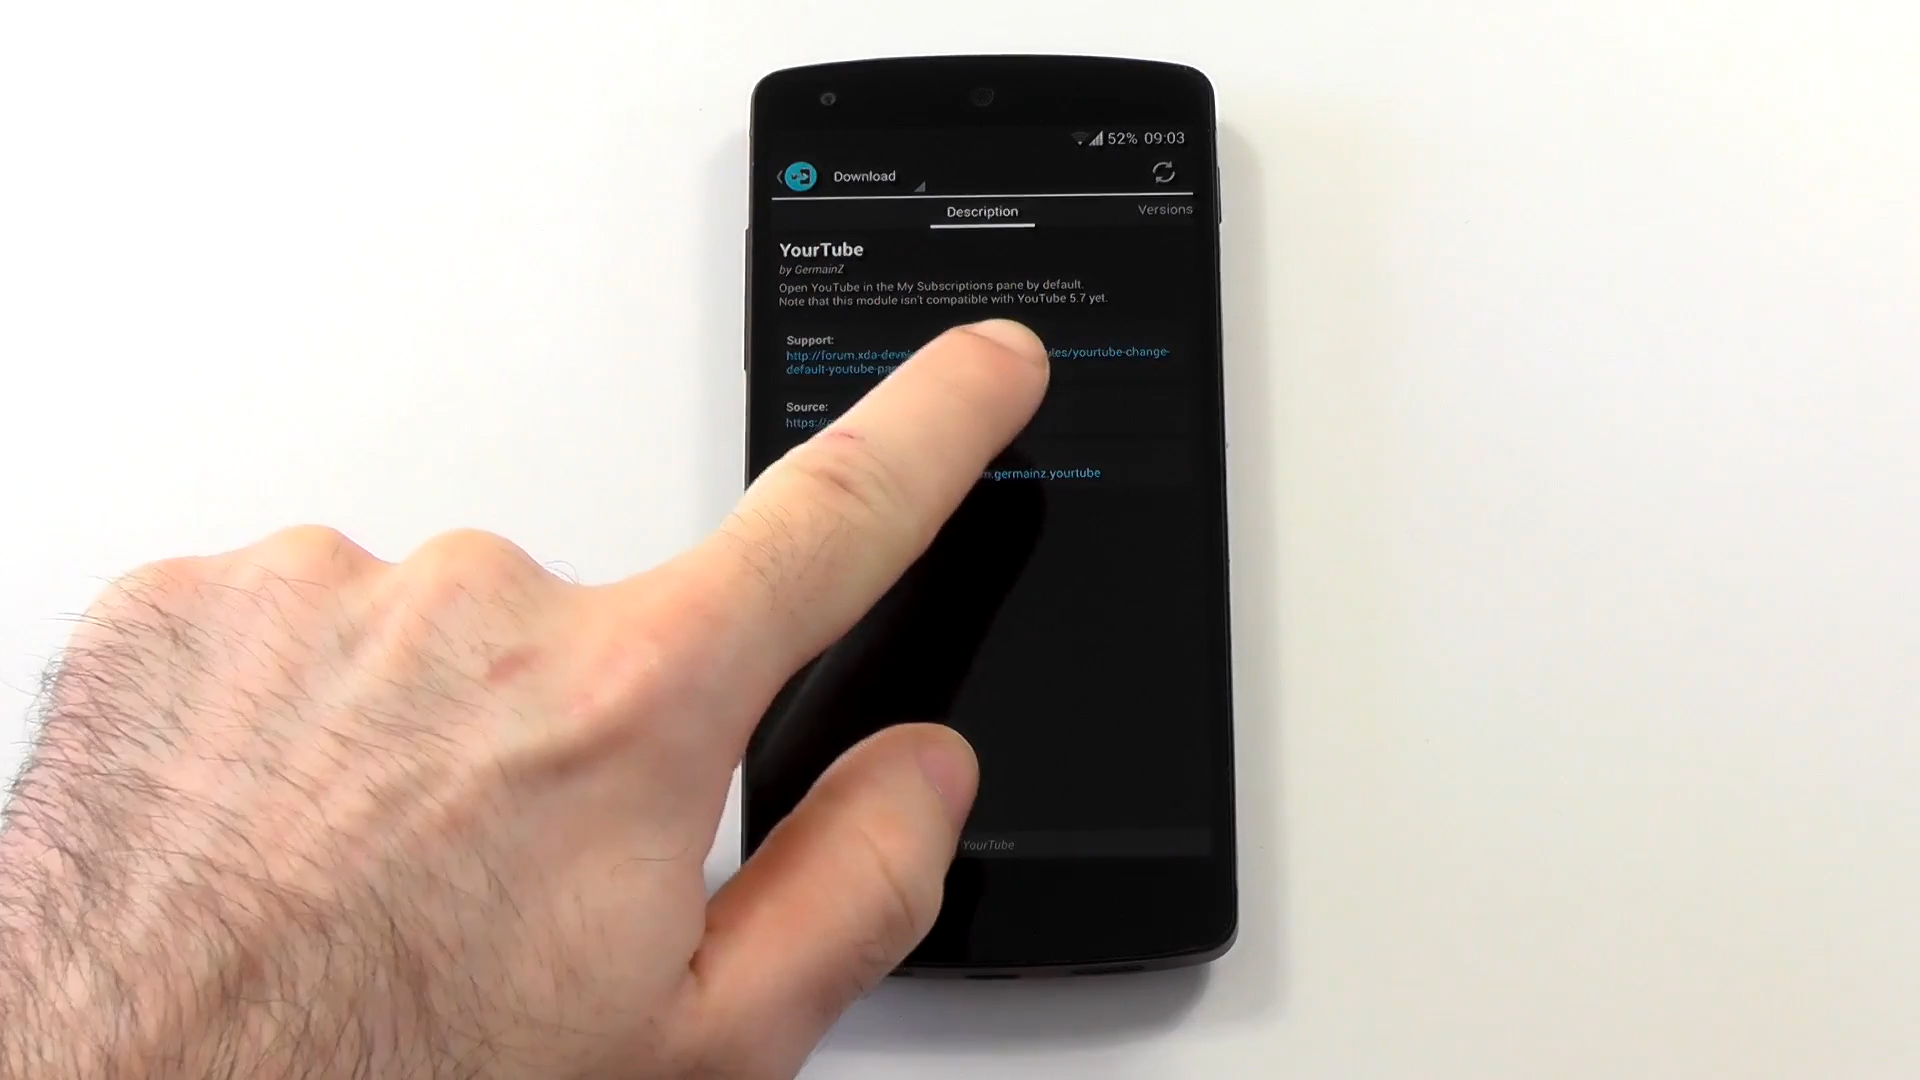 52% 09:03
Download
Description
Versions
YourTube
by GermainZ
Open YouTube in the My Subscriptions pane by default.
Note that this module isn't compatible with YouTube 5.7 yet.
Support:
http://forum.xda-devel les/yourtube-change-
default-youtube-pa
Source:
https://
m.germainz.yourtube
YourTube